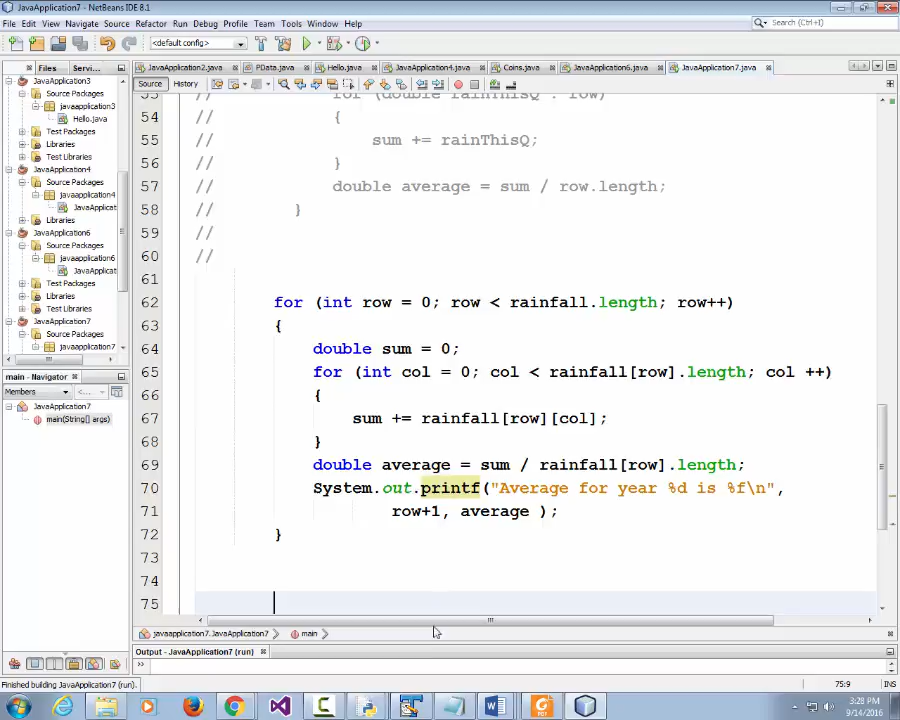 JavaApplication7 - NetBeans IDE 8.1
File Edit View Navigate Source Refactor Run Debug Profile Team Tools Window Help
Search (Ctrl+I)
<default config>
Files Servi...
JavaApplication2.java PData.java Hello.java JavaApplication4.java Coins.java JavaApplication6.java JavaApplication7.java
Source History
JavaApplication3
Source Packages
javaapplication3
Hello.java
Test Packages
Libraries
Test Libraries
JavaApplication4
Source Packages
javaapplication4
JavaApplicat
Libraries
JavaApplication6
Source Packages
javaapplication6
JavaApplicat
Test Packages
Libraries
Test Libraries
JavaApplication7
Source Packages
javaapplication7
main - Navigator
Members
<...
JavaApplication7
main(String[] args)
53 // for (double rainThisQ : row)
54 // {
55 // sum += rainThisQ;
56 // }
57 // double average = sum / row.length;
58 // }
59 //
60 //
61
62 for (int row = 0; row < rainfall.length; row++)
63 {
64 double sum = 0;
65 for (int col = 0; col < rainfall[row].length; col ++)
66 {
67 sum += rainfall[row][col];
68 }
69 double average = sum / rainfall[row].length;
70 System.out.printf("Average for year %d is %f\n",
71 row+1, average );
72 }
73
74
75
javaapplication7.JavaApplication7 main
Output - JavaApplication7 (run)
Finished building JavaApplication7 (run).
75:9 INS
3:28 PM
9/14/2016